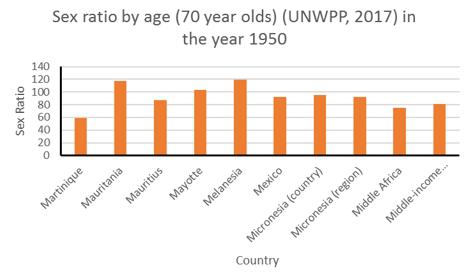 Sex ratio by age (70 year olds) (UNWPP, 2017) in
the year 1950
140
120
100
80
60
40
20
0
Sex Ratio
Martinique
Mauritania
Mauritius
Mayotte
Melanesia
Mexico
Micronesia (country)
Micronesia (region)
Middle Africa
Middle-income...
Country